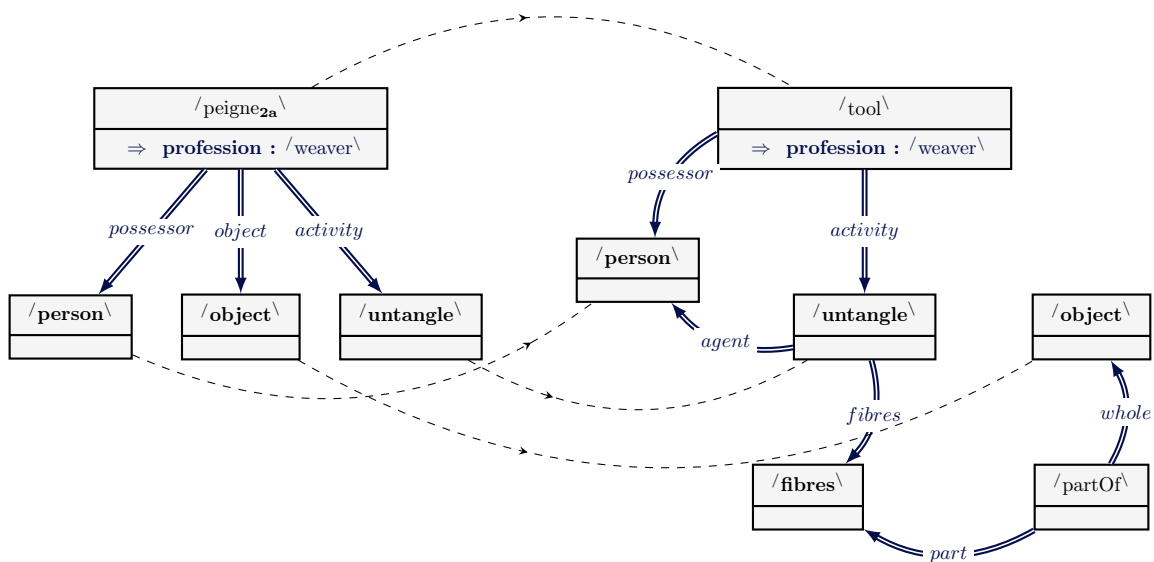 /peigne2a\
⇒ profession : /weaver\
possessor
object
activity
/person\
/object\
/untangle\
/tool\
⇒ profession : /weaver\
possessor
activity
/person\
/untangle\
/object\
agent
fibres
whole
/fibres\
/partOf\
part